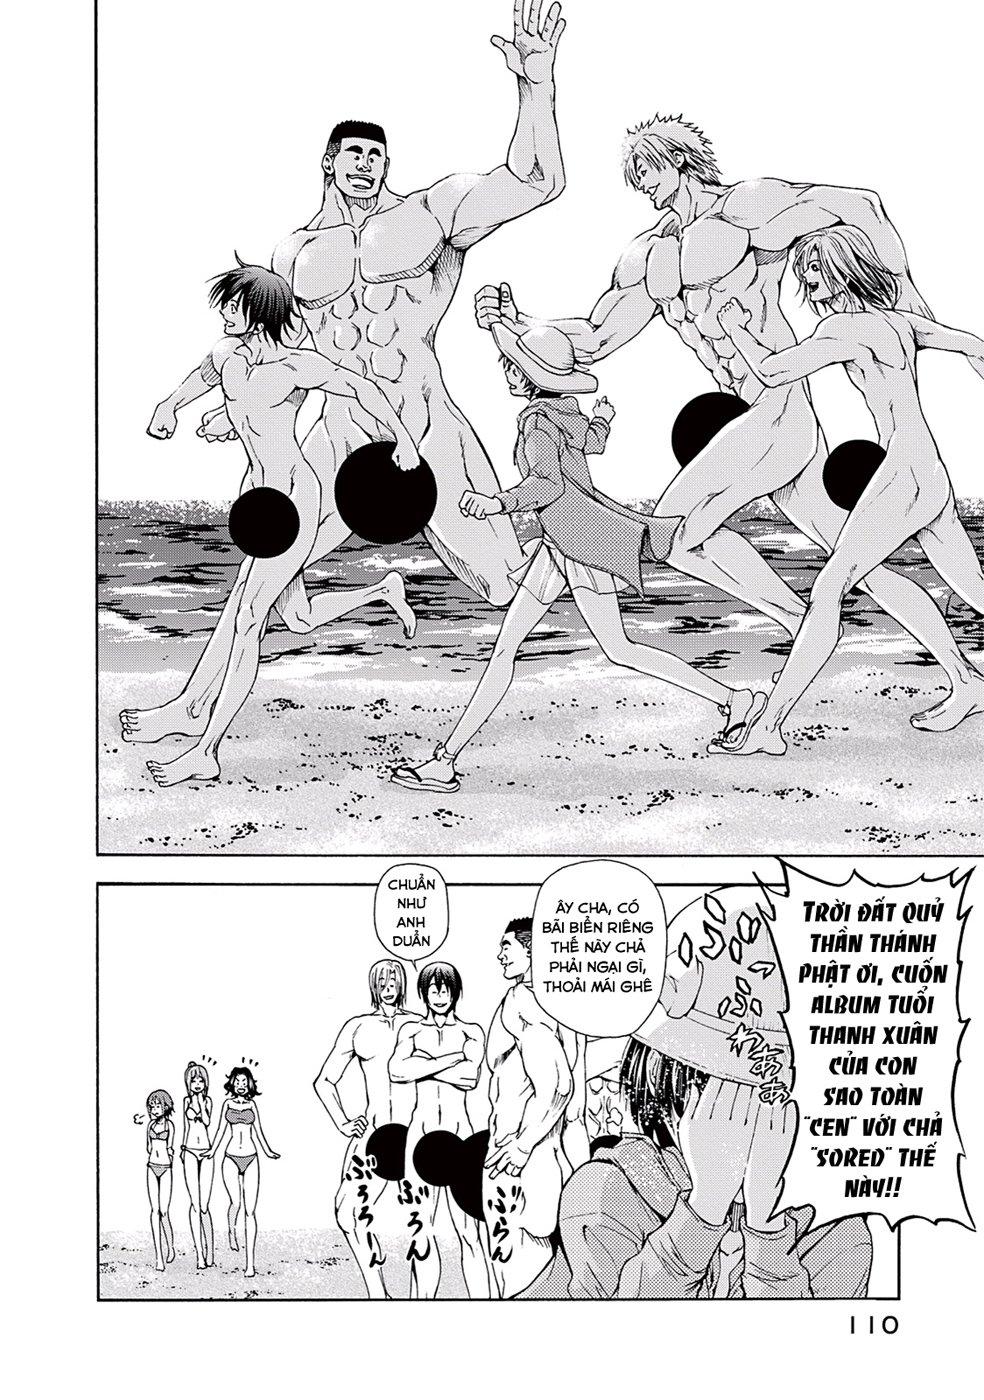 CHUẨN
NHƯ
ANH
DUẨN
ÂY CHA, CÓ
BÃI BIỂN RIÊNG
THẾ NÀY CHẢ
PHẢI NGẠI GÌ,
THOẢI MÁI GHÊ
TRỜI ĐẤT QUỶ
THẦN THÁNH
PHẬT ƠI, CUỐN
ALBUM TUỔI
THANH XUÂN
CỦA CON
SAO TOÀN
"CEN" VỚI CHẢ
"SORED" THẾ
NÀY!!
ぶろろーん
ぶろん
ぶらん
110